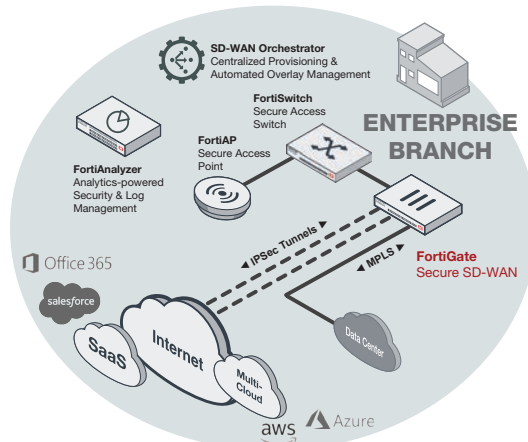 SD-WAN Orchestrator
Centralized Provisioning &
Automated Overlay Management
FortiSwitch
Secure Access
Switch
ENTERPRISE
BRANCH
FortiAP
Secure Access
Point
FortiAnalyzer
Analytics-powered
Security & Log
Management
◄ IPSec Tunnels ►
◄ MPLS ►
FortiGate
Secure SD-WAN
Office 365
salesforce
SaaS
Internet
Multi-
Cloud
Data Center
aws
Azure